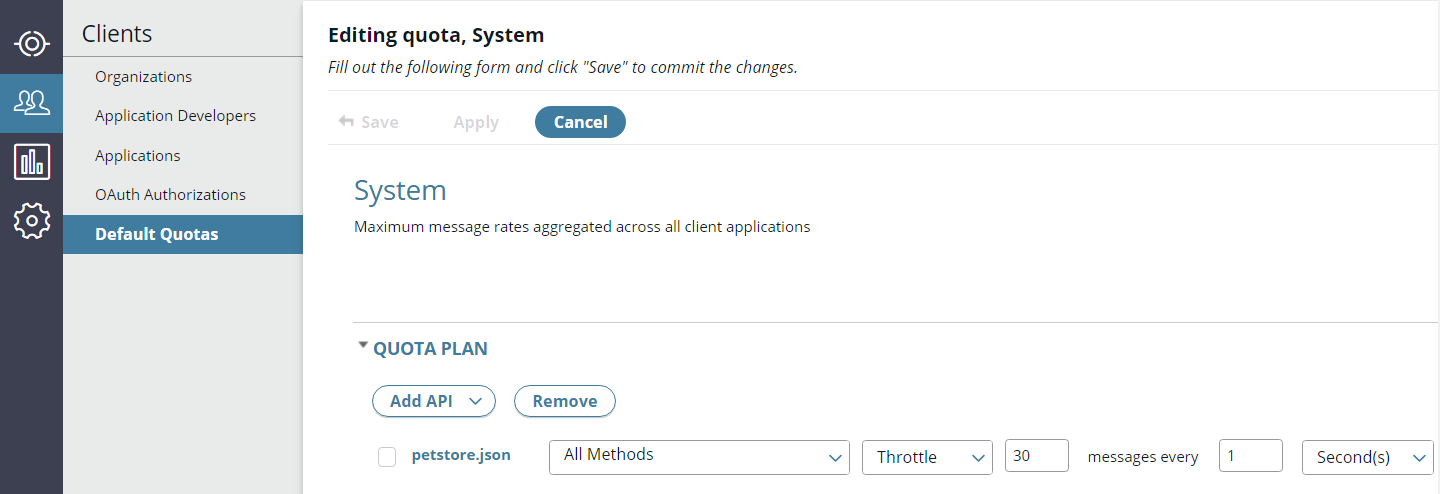 Clients
Organizations
Application Developers
Applications
OAuth Authorizations
Default Quotas
Editing quota, System
Fill out the following form and click "Save" to commit the changes.
Save Apply Cancel
System
Maximum message rates aggregated across all client applications
QUOTA PLAN
Add API Remove
petstore.json All Methods Throttle 30 messages every 1 Second(s)